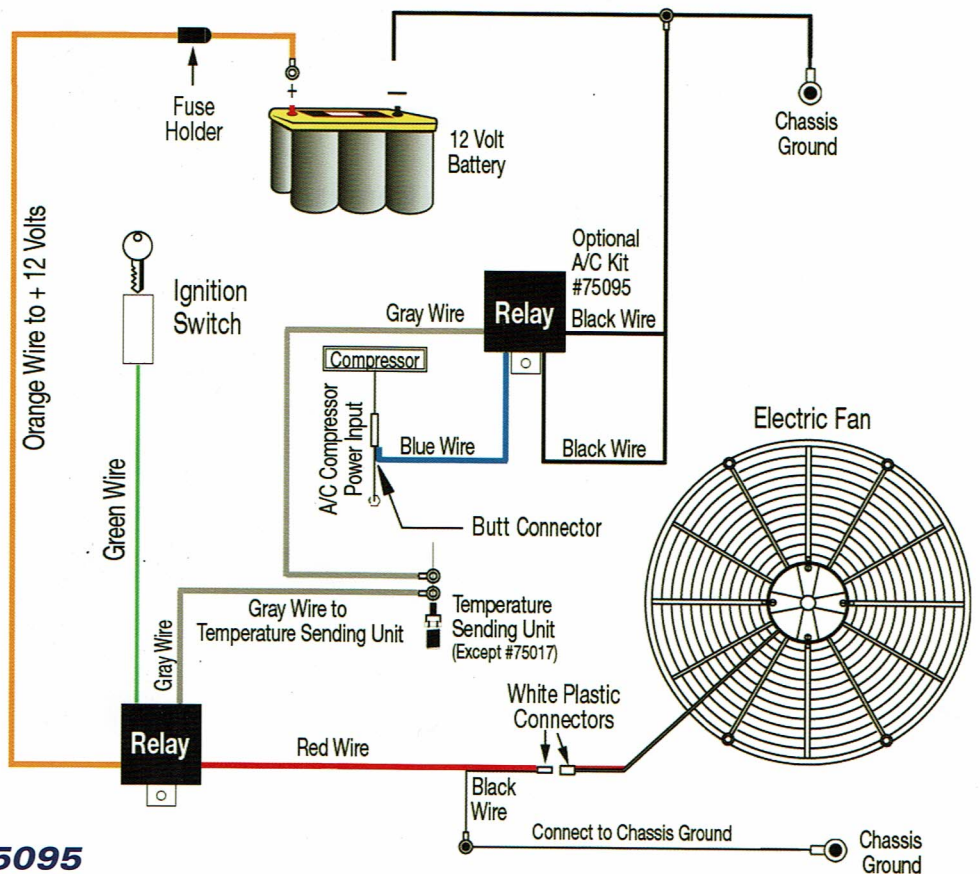 +
−
Fuse
Holder
12 Volt
Battery
Chassis
Ground
Orange Wire to + 12 Volts
Ignition
Switch
Optional
A/C Kit
#75095
Relay
Gray Wire
Black Wire
Compressor
A/C Compressor
Power Input
Blue Wire
Black Wire
Electric Fan
Green Wire
Butt Connector
Gray Wire to
Temperature Sending Unit
Temperature
Sending Unit
(Except #75017)
Gray Wire
White Plastic
Connectors
Relay
Red Wire
Black
Wire
Connect to Chassis Ground
Chassis
Ground
5095